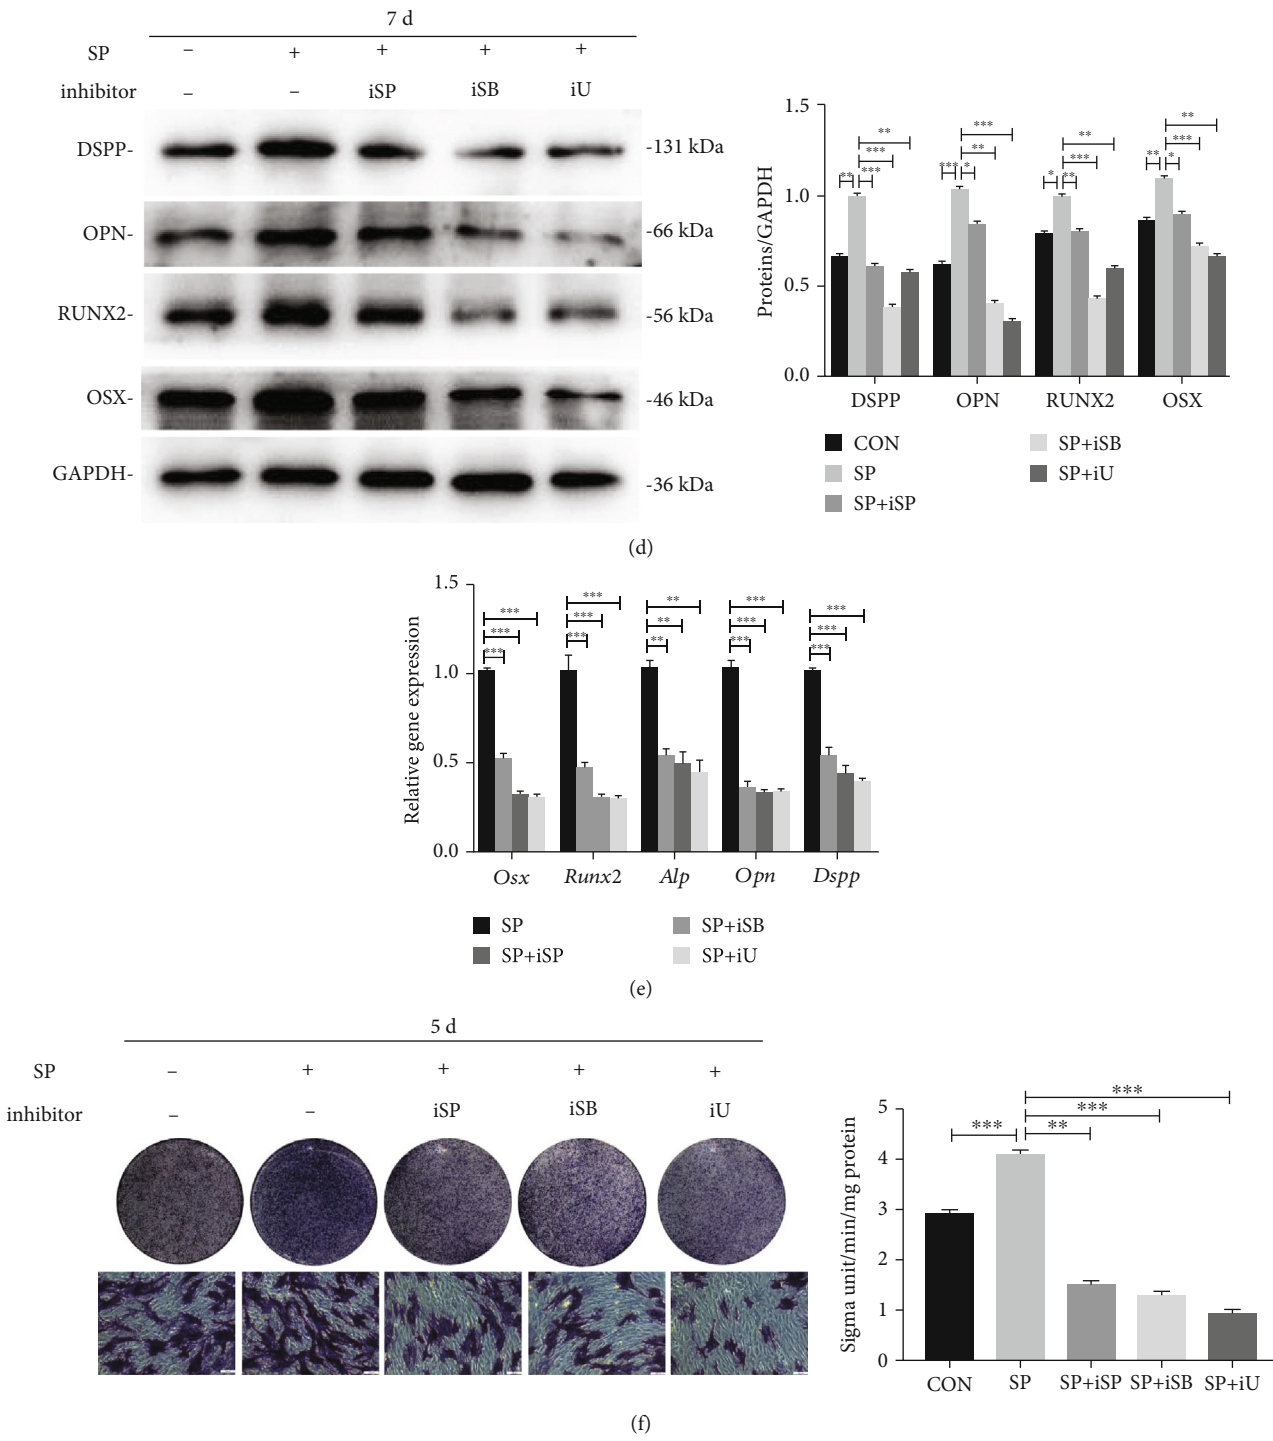 7 d
SP – + + + +
inhibitor – – iSP iSB iU
DSPP- -131 kDa
OPN- -66 kDa
RUNX2- -56 kDa
OSX- -46 kDa
GAPDH- -36 kDa
Proteins/GAPDH
1.5
1.0
0.5
0.0
** *** *** **
*** * ** ***
* ** *** **
** * *** **
DSPP OPN RUNX2 OSX
CON SP+iSB
SP SP+iU
SP+iSP
(d)
Relative gene expression
1.5
1.0
0.5
0.0
*** *** ***
*** *** ***
** ** **
*** *** ***
*** *** ***
Osx Runx2 Alp Opn Dspp
SP SP+iSB
SP+iSP SP+iU
(e)
5 d
SP – + + + +
inhibitor – – iSP iSB iU
Sigma unit/min/mg protein
5
4
3
2
1
0
***
***
*** **
CON SP SP+iSP SP+iSB SP+iU
(f)